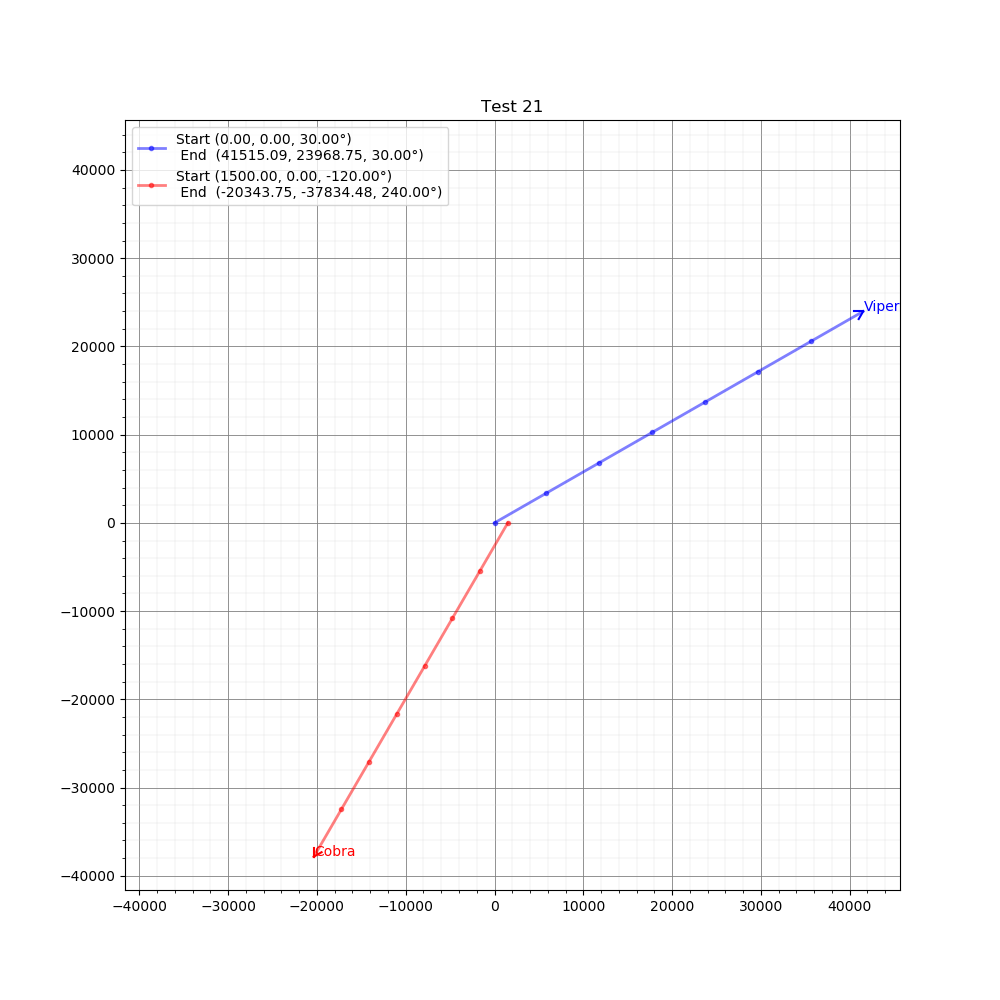 Test 21
Start (0.00, 0.00, 30.00°)
End (41515.09, 23968.75, 30.00°)
Start (1500.00, 0.00, -120.00°)
End (-20343.75, -37834.48, 240.00°)
40000
30000
Viper
20000
10000
0
−10000
−20000
−30000
Cobra
−40000
−40000 −30000 −20000 −10000 0 10000 20000 30000 40000